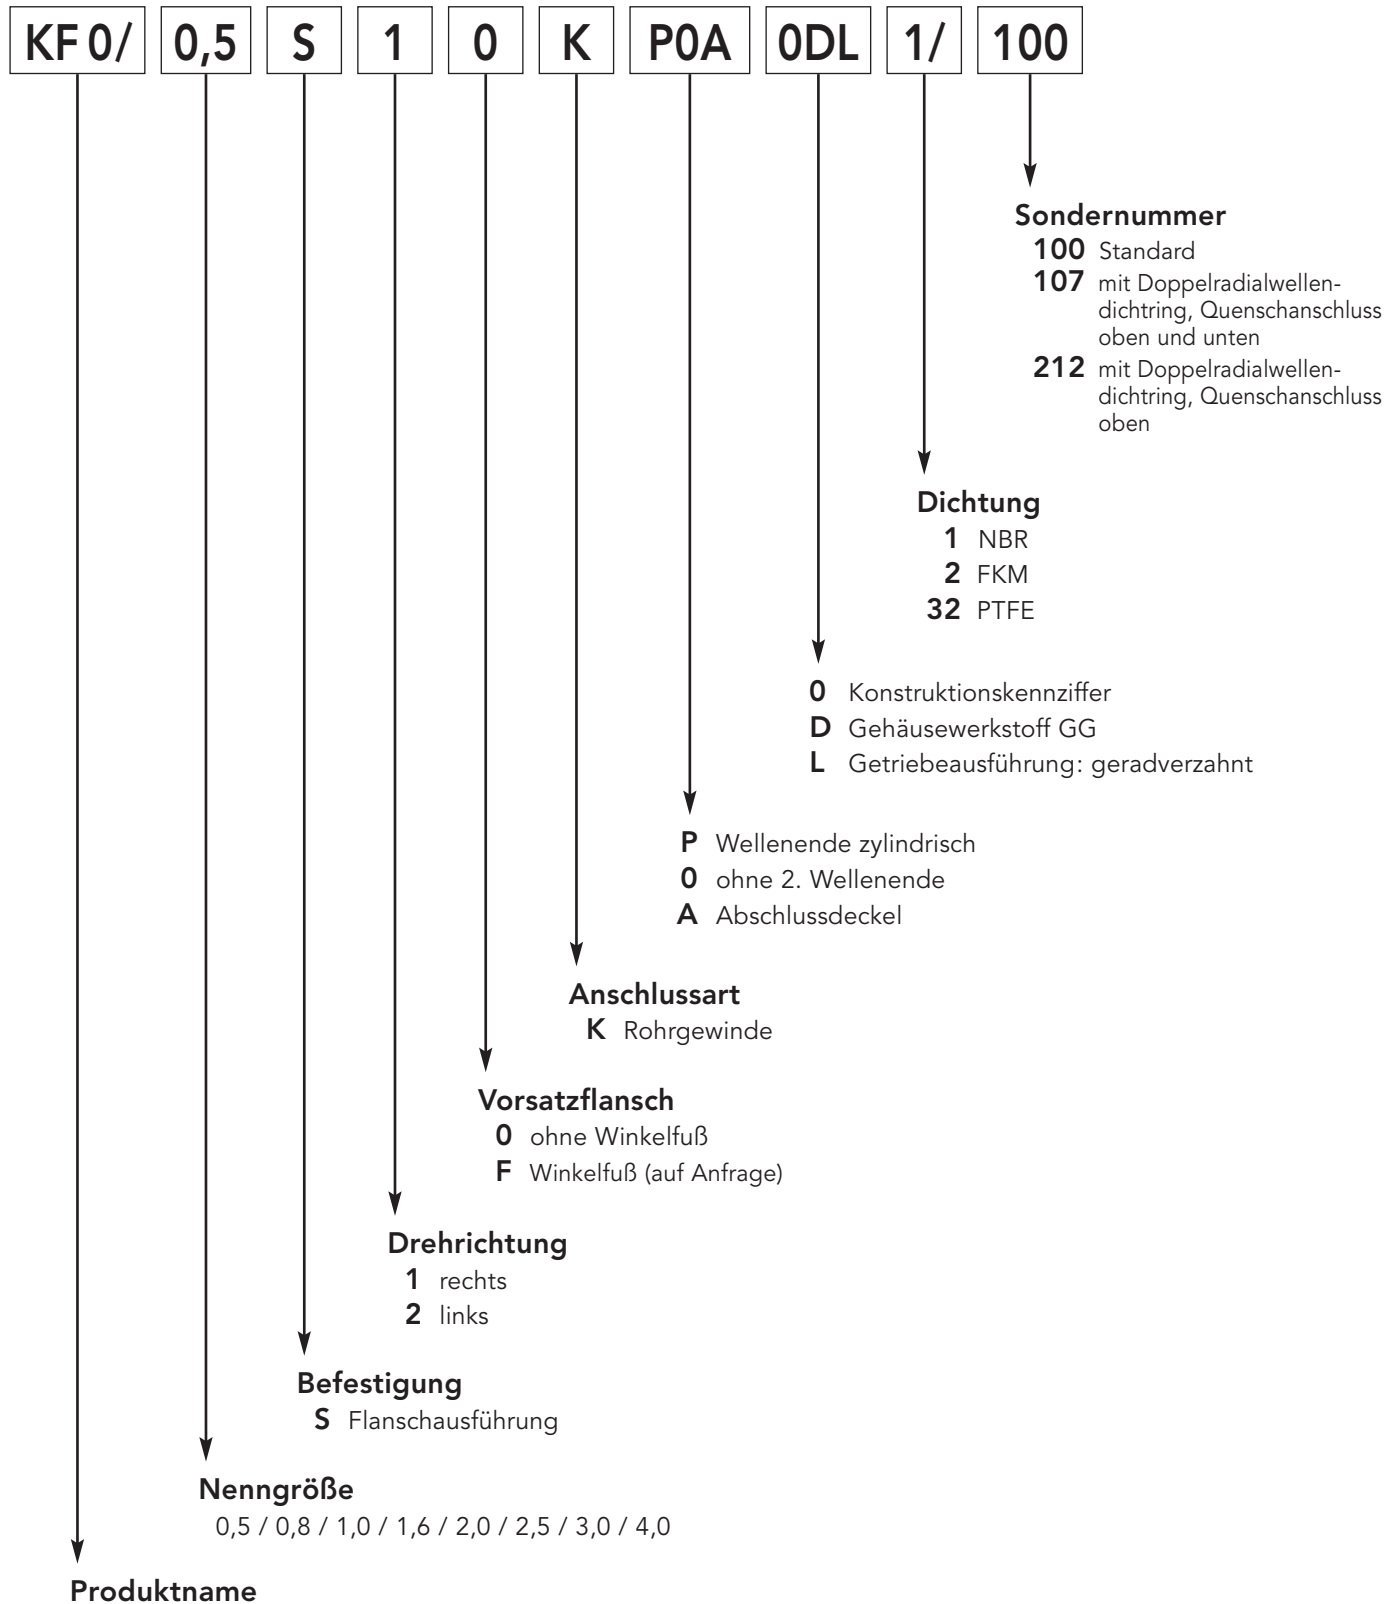 KF 0/ 0,5 S 1 0 K P0A 0DL 1/ 100
Sondernummer
100 Standard
107 mit Doppelradialwellen-
dichtring, Quenschanschluss
oben und unten
212 mit Doppelradialwellen-
dichtring, Quenschanschluss
oben
Dichtung
1 NBR
2 FKM
32 PTFE
0 Konstruktionskennziffer
D Gehäusewerkstoff GG
L Getriebeausführung: geradverzahnt
P Wellenende zylindrisch
0 ohne 2. Wellenende
A Abschlussdeckel
Anschlussart
K Rohrgewinde
Vorsatzflansch
0 ohne Winkelfuß
F Winkelfuß (auf Anfrage)
Drehrichtung
1 rechts
2 links
Befestigung
S Flanschausführung
Nenngröße
0,5 / 0,8 / 1,0 / 1,6 / 2,0 / 2,5 / 3,0 / 4,0
Produktname